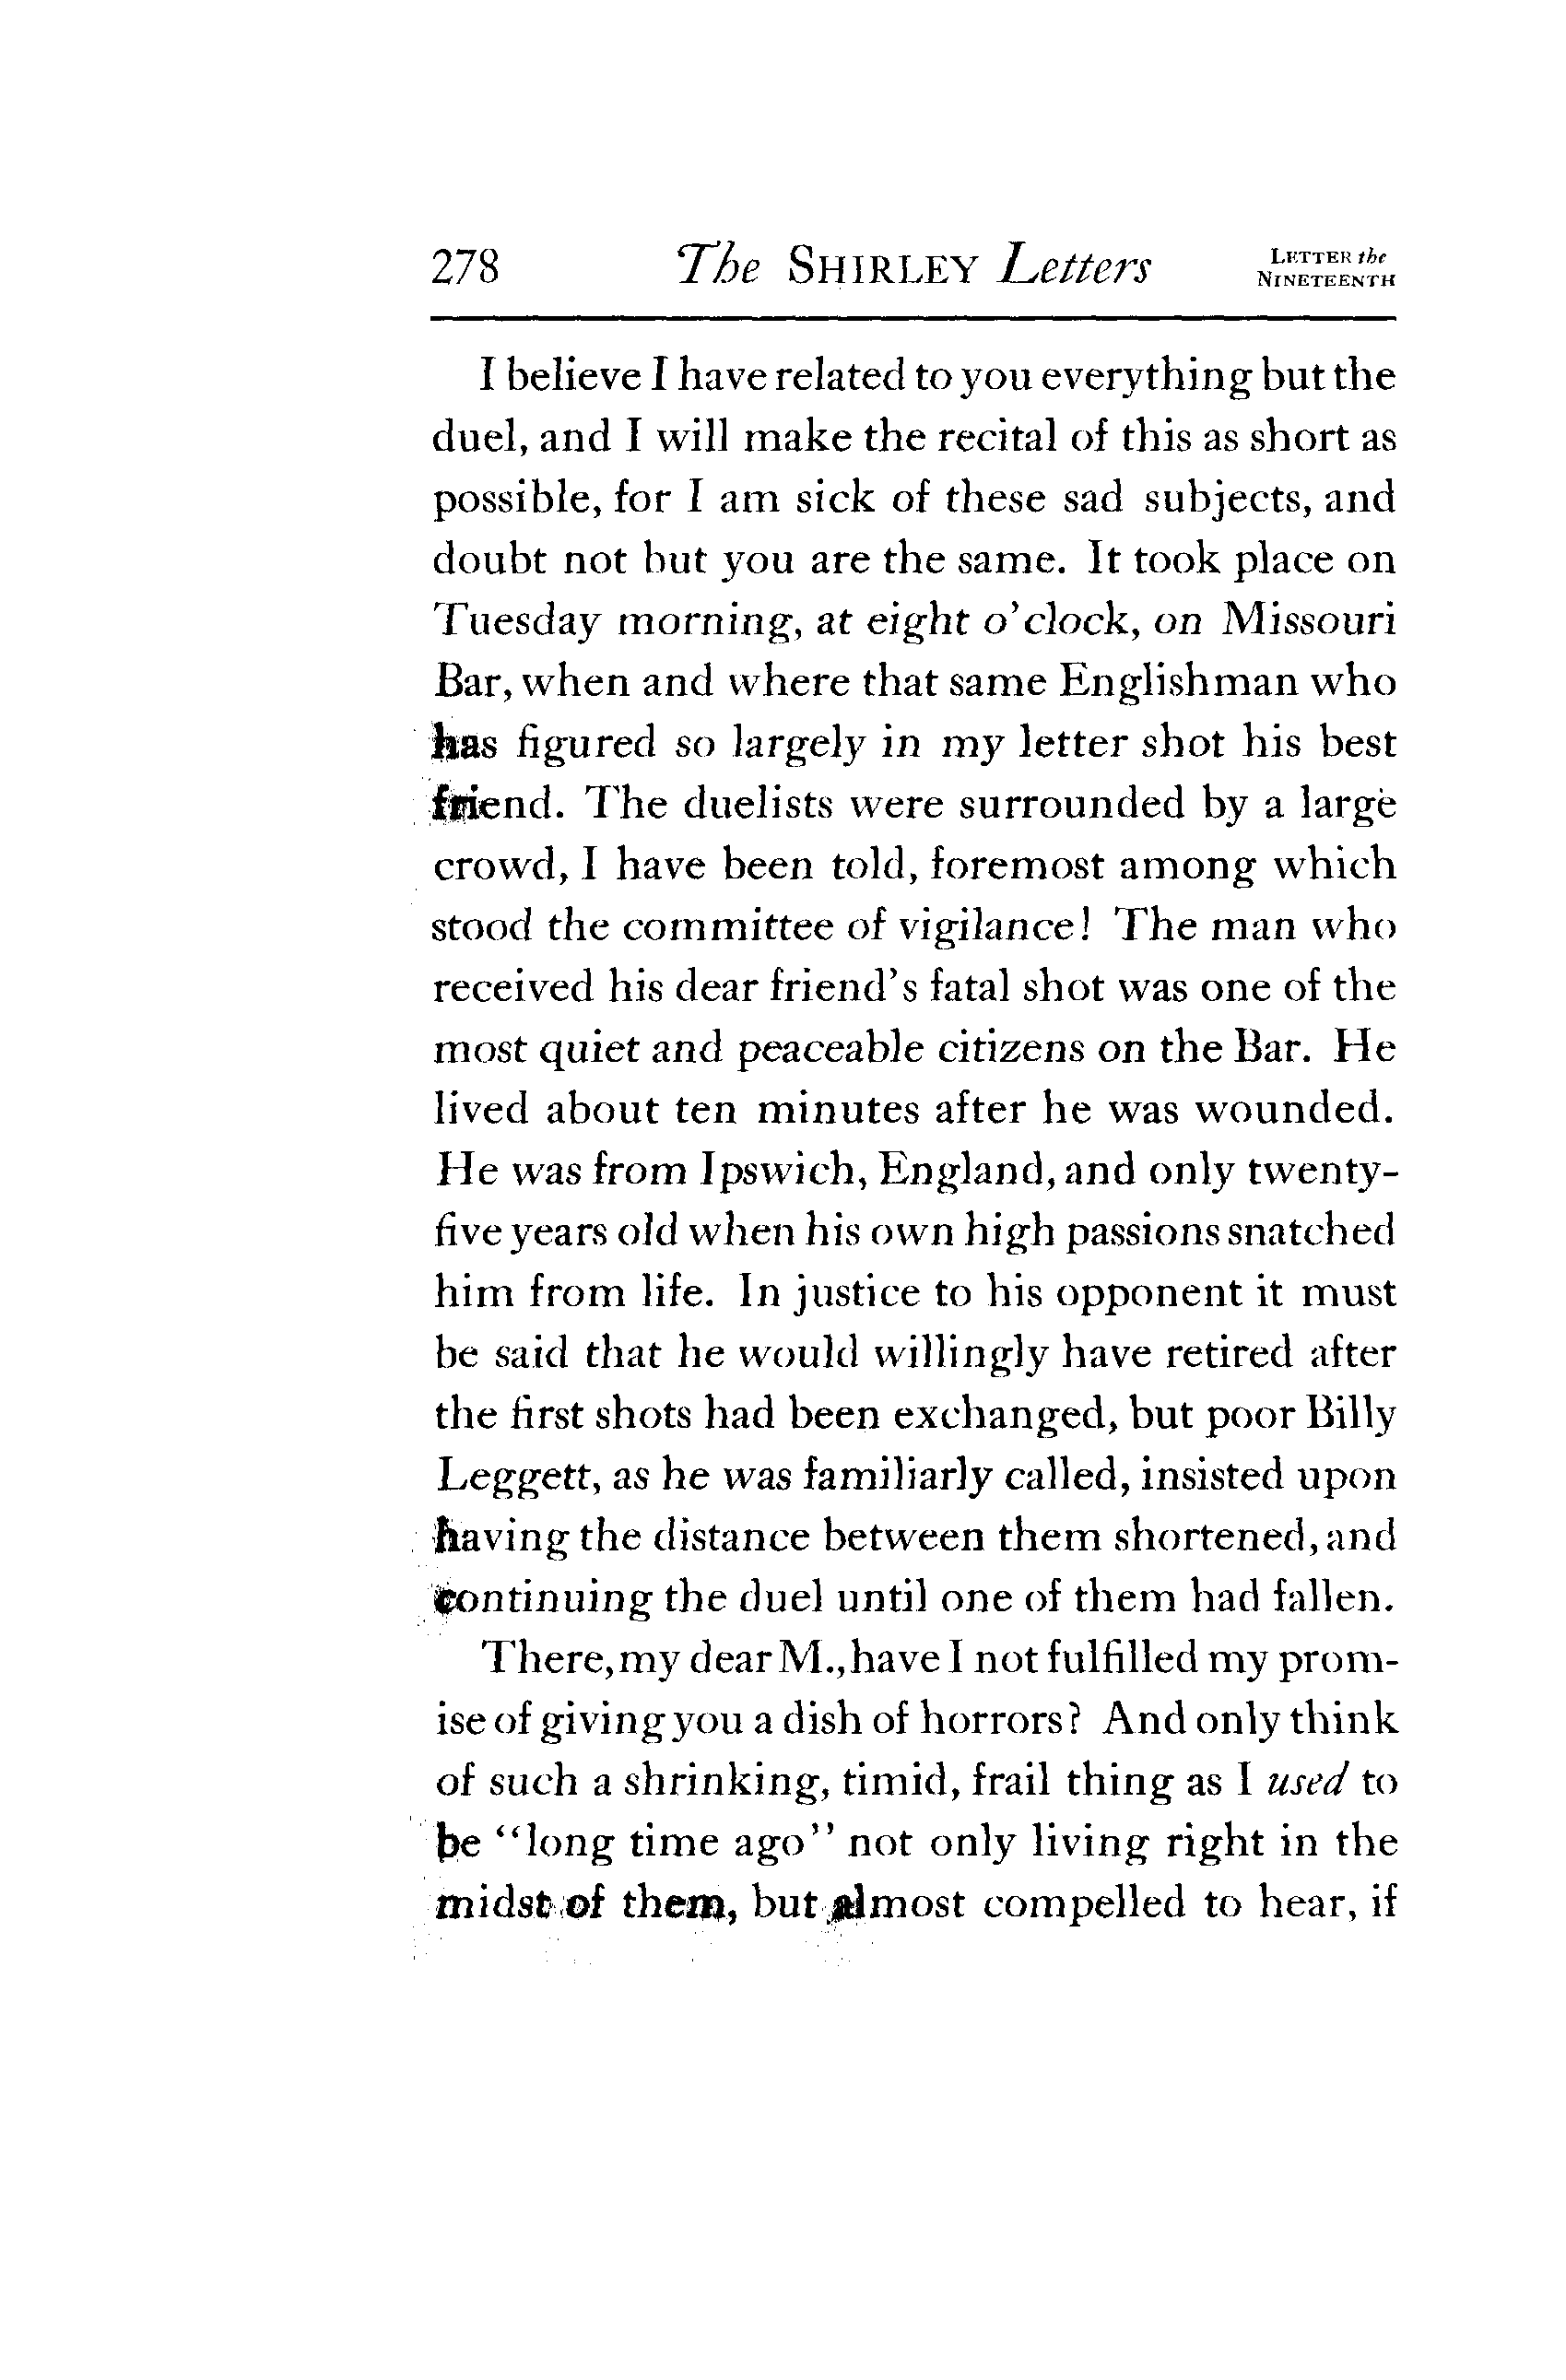 278 The SHIRLEY Letters LETTER the NINETEENTH
I believe I have related to you everything but the
duel, and I will make the recital of this as short as
possible, for I am sick of these sad subjects, and
doubt not but you are the same. It took place on
Tuesday morning, at eight o'clock, on Missouri
Bar, when and where that same Englishman who
has figured so largely in my letter shot his best
friend. The duelists were surrounded by a large
crowd, I have been told, foremost among which
stood the committee of vigilance! The man who
received his dear friend's fatal shot was one of the
most quiet and peaceable citizens on the Bar. He
lived about ten minutes after he was wounded.
He was from Ipswich, England, and only twenty-
five years old when his own high passions snatched
him from life. In justice to his opponent it must
be said that he would willingly have retired after
the first shots had been exchanged, but poor Billy
Leggett, as he was familiarly called, insisted upon
having the distance between them shortened, and
continuing the duel until one of them had fallen.
There, my dear M., have I not fulfilled my prom-
ise of giving you a dish of horrors? And only think
of such a shrinking, timid, frail thing as I used to
be "long time ago" not only living right in the
midst of them, but almost compelled to hear, if